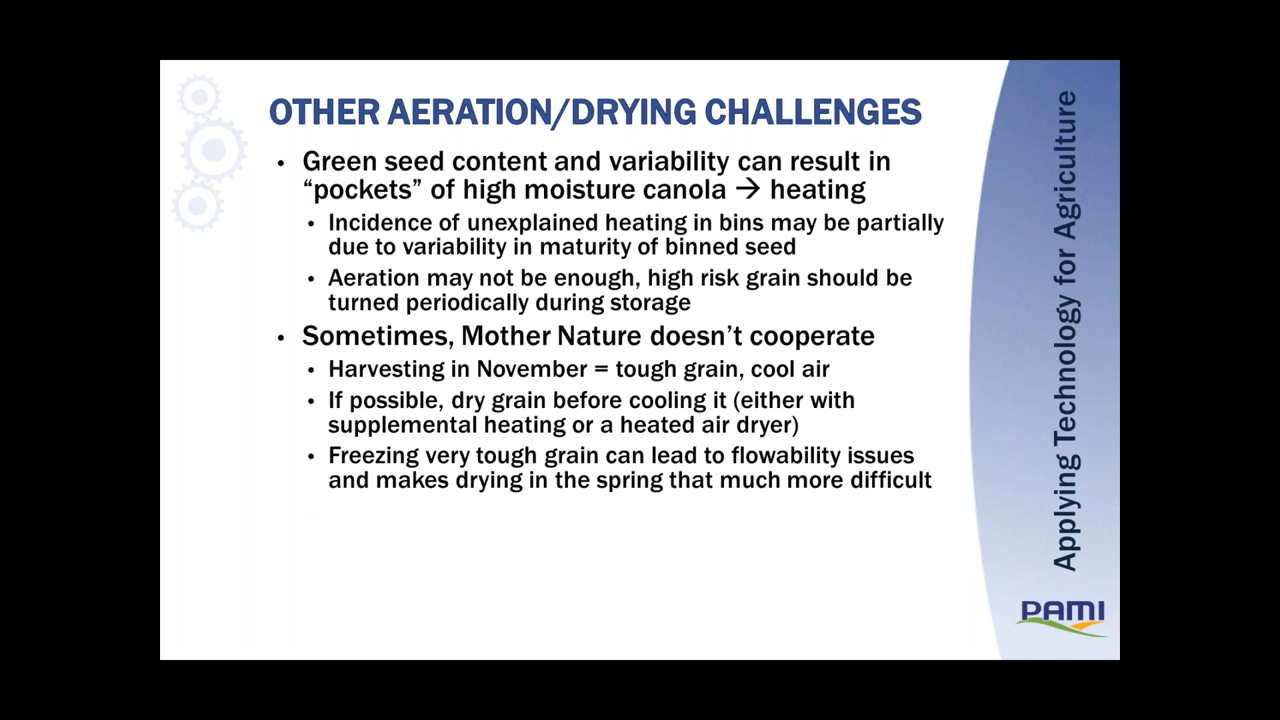 OTHER AERATION/DRYING CHALLENGES
• Green seed content and variability can result in
“pockets” of high moisture canola → heating
• Incidence of unexplained heating in bins may be partially
due to variability in maturity of binned seed
• Aeration may not be enough, high risk grain should be
turned periodically during storage
• Sometimes, Mother Nature doesn’t cooperate
• Harvesting in November = tough grain, cool air
• If possible, dry grain before cooling it (either with
supplemental heating or a heated air dryer)
• Freezing very tough grain can lead to flowability issues
and makes drying in the spring that much more difficult
Applying Technology for Agriculture
PAMI